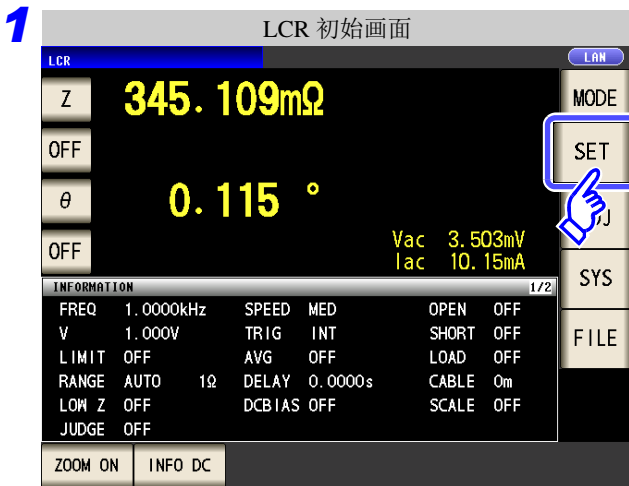 1
LCR 初始画面
LCR
LAN
Z
345.109mΩ
MODE
OFF
SET
θ
0.115 °
OFF
Vac 3.503mV
Iac 10.15mA
SYS
INFORMATION 1/2
FREQ 1.0000kHz SPEED MED OPEN OFF
V 1.000V TRIG INT SHORT OFF
FILE
LIMIT OFF AVG OFF LOAD OFF
RANGE AUTO 1Ω DELAY 0.0000s CABLE 0m
LOW Z OFF DCBIAS OFF SCALE OFF
JUDGE OFF
ZOOM ON INFO DC